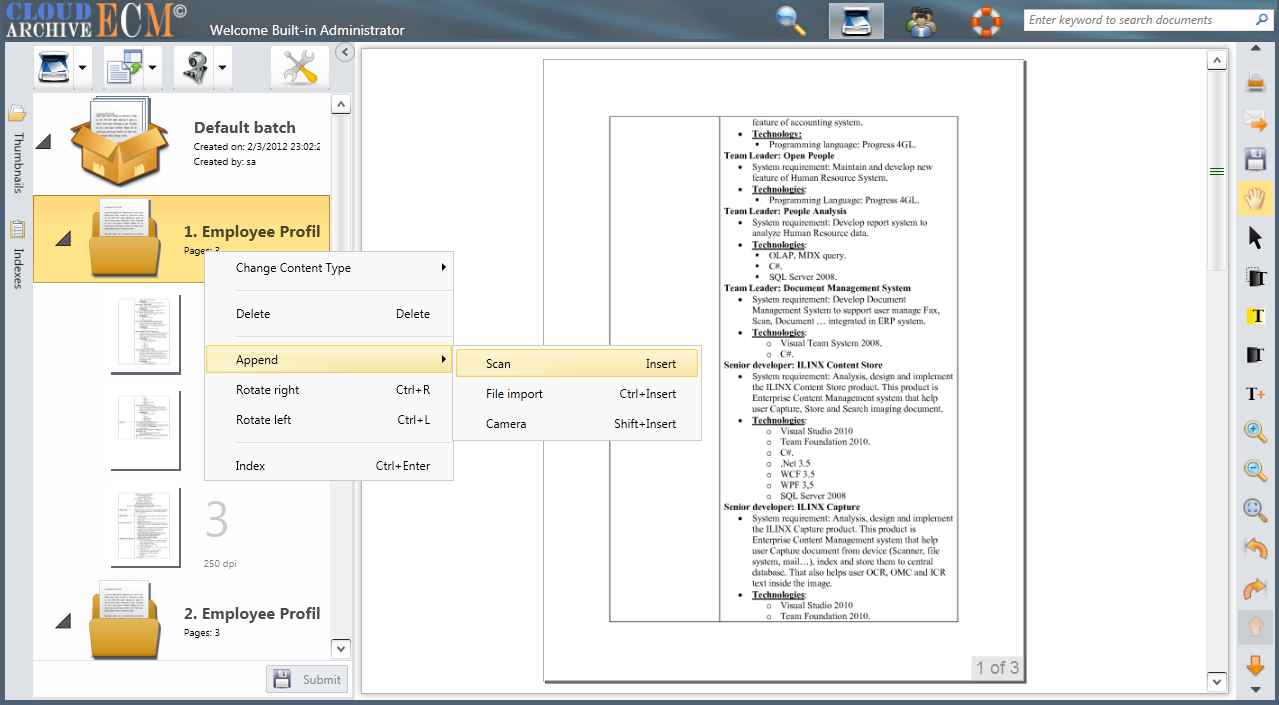 CLOUD
ARCHIVE ECM©
Welcome Built-in Administrator
Enter keyword to search documents
Thumbnails
Indexes
Default batch
Created on: 2/3/2012 23:02:2
Created by: sa
1. Employee Profil
Pages: 3
Change Content Type
Delete Delete
Append
Rotate right Ctrl+R
Rotate left Ctrl+L
Index Ctrl+Enter
Scan Insert
File import Ctrl+Insert
Camera Shift+Insert
3
250 dpi
2. Employee Profil
Pages: 3
Submit
feature of accounting system.
• Technology:
▪ Programming language: Progress 4GL.
Team Leader: Open People
• System requirement: Maintain and develop new
feature of Human Resource System.
• Technologies:
▪ Programming Language: Progress 4GL.
Team Leader: People Analysis
• System requirement: Develop report system to
analyze Human Resource data.
• Technologies:
▪ OLAP, MDX query.
▪ C#.
▪ SQL Server 2008.
Team Leader: Document Management System
• System requirement: Develop Document
Management System to support user manage Fax,
Scan, Document … integrated in ERP system.
• Technologies:
o Visual Team System 2008.
o C#.
Senior developer: ILINX Content Store
• System requirement: Analysis, design and implement
the ILINX Content Store product. This product is
Enterprise Content Management system that help
user Capture, Store and Search imaging document.
• Technologies:
o Visual Studio 2010
o Team Foundation 2010.
o C#.
o .Net 3.5
o WCF 3.5
o WPF 3,5
o SQL Server 2008
Senior developer: ILINX Capture
• System requirement: Analysis, design and implement
the ILINX Capture product. This product is
Enterprise Content Management system that help
user Capture document from device (Scanner, file
system, mail…), index and store them to central
database. That also helps user OCR, OMC and ICR
text inside the image.
• Technologies:
o Visual Studio 2010
o Team Foundation 2010.
1 of 3
T
T
T
T+